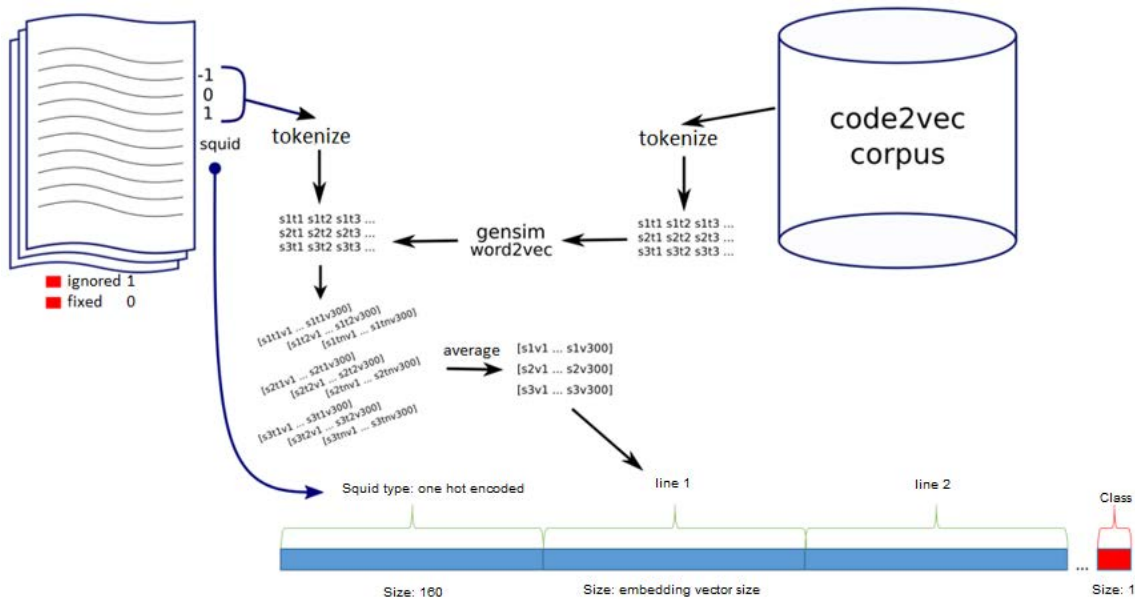 -1
0
1
squid
ignored 1
fixed 0
tokenize
s1t1 s1t2 s1t3 ...
s2t1 s2t2 s2t3 ...
s3t1 s3t2 s3t3 ...
gensim
word2vec
tokenize
s1t1 s1t2 s1t3 ...
s2t1 s2t2 s2t3 ...
s3t1 s3t2 s3t3 ...
code2vec
corpus
[s1t1v1 ... s1t1v300]
[s1t2v1 ... s1t2v300]
[s1tnv1 ... s1tnv300]
[s2t1v1 ... s2t1v300]
[s2t2v1 ... s2t2v300]
[s2tnv1 ... s2tnv300]
[s3t1v1 ... s3t1v300]
[s3t2v1 ... s3t2v300]
[s3tnv1 ... s3tnv300]
average
[s1v1 ... s1v300]
[s2v1 ... s2v300]
[s3v1 ... s3v300]
Squid type: one hot encoded
line 1
line 2
Class
...
Size: 160
Size: embedding vector size
Size: 1